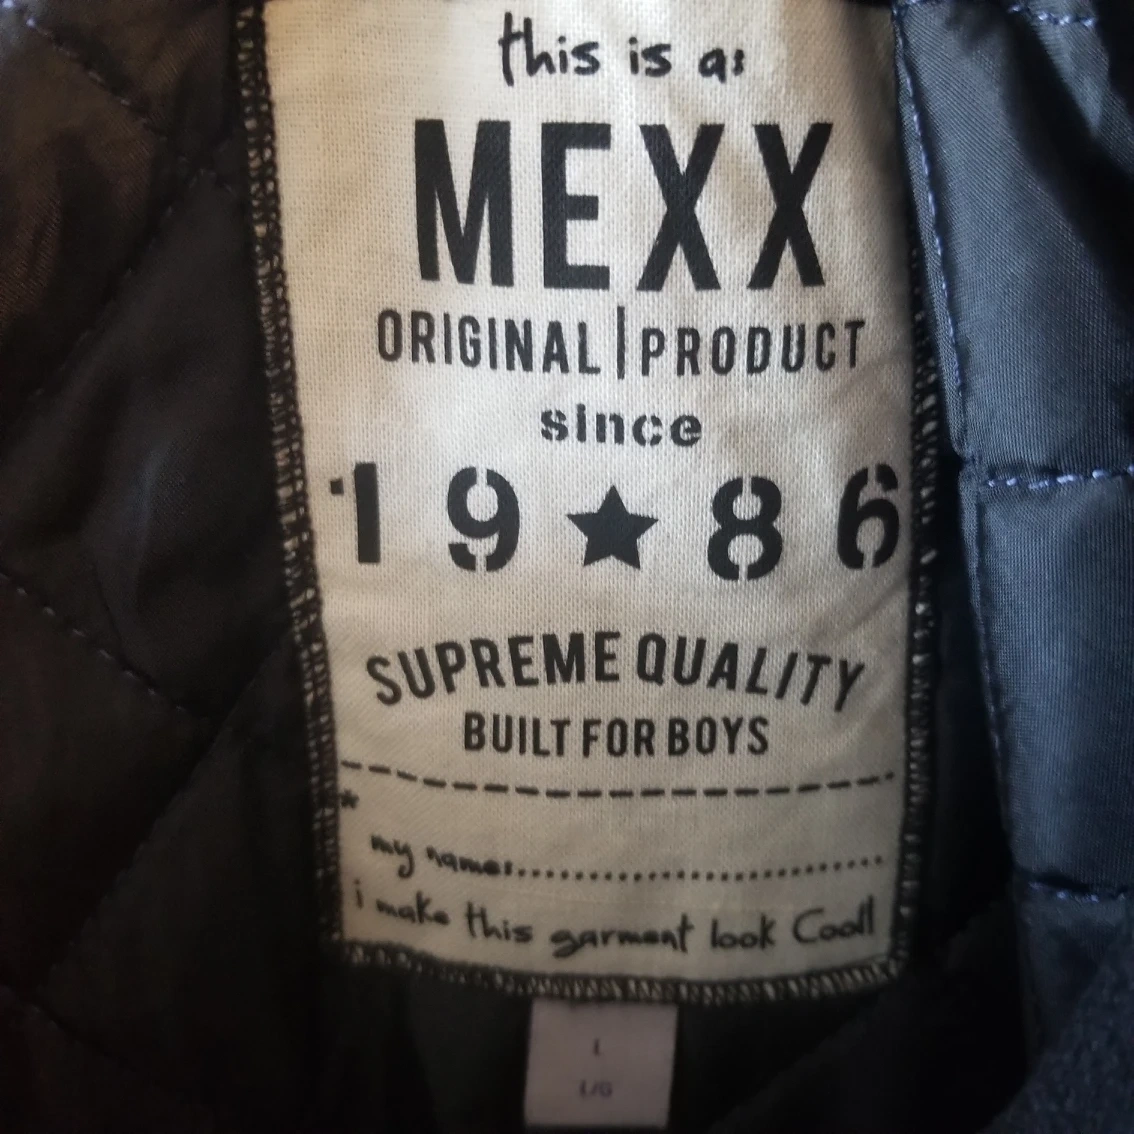 this is a:
MEXX
ORIGINAL | PRODUCT
since
19★86
SUPREME QUALITY
BUILT FOR BOYS
*
my name:..............................
i make this garment look Cool!
L
L/G